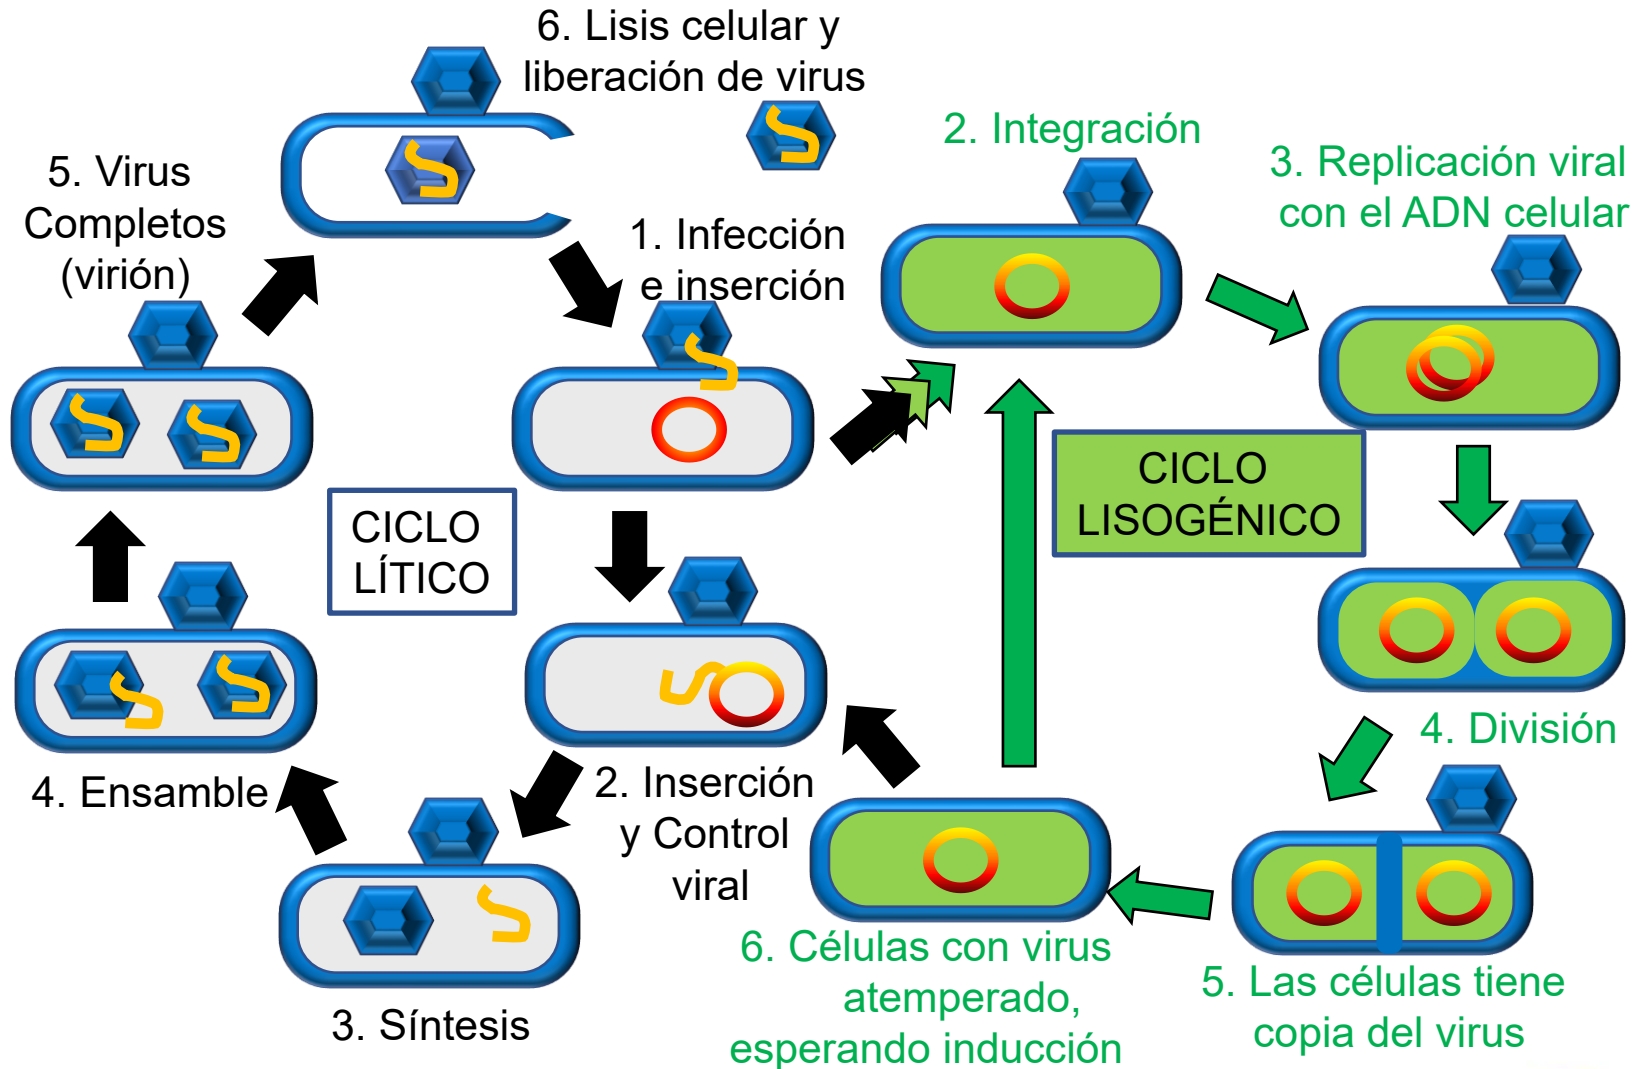 6. Lisis celular y
liberación de virus
5. Virus
Completos
(virión)
1. Infección
e inserción
CICLO
LÍTICO
4. Ensamble
2. Inserción
y Control
viral
3. Síntesis
2. Integración
3. Replicación viral
con el ADN celular
CICLO
LISOGÉNICO
4. División
5. Las células tiene
copia del virus
6. Células con virus
atemperado,
esperando inducción